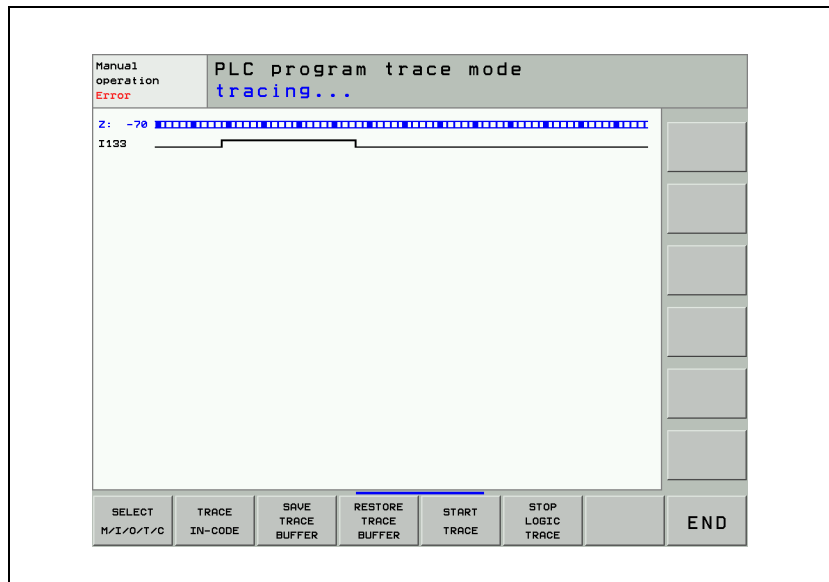 Manual
operation
Error
PLC program trace mode
tracing...
Z: -70
I133
SELECT
M/I/O/T/C
TRACE
IN-CODE
SAVE
TRACE
BUFFER
RESTORE
TRACE
BUFFER
START
TRACE
STOP
LOGIC
TRACE
END